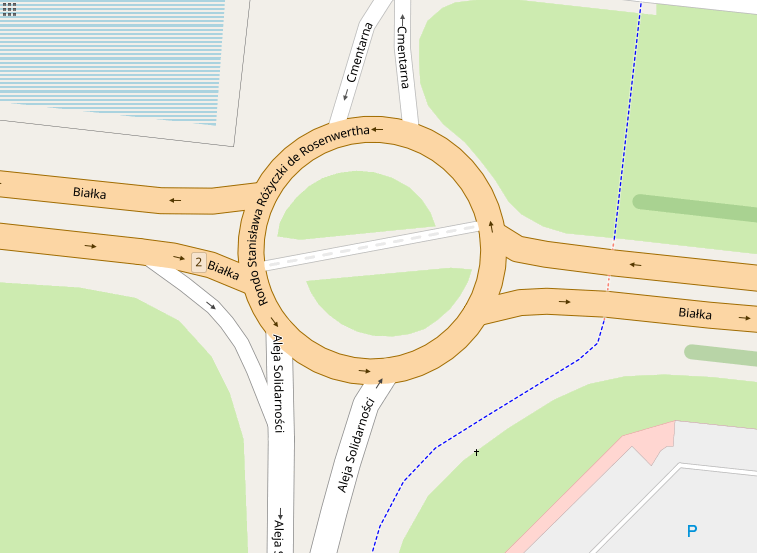 Cmentarna
Cmentarna
Rondo Stanisława Różyczki de Rosenwertha
Białka
2
Białka
Białka
Aleja Solidarności
Aleja Solidarności
Aleja S
P